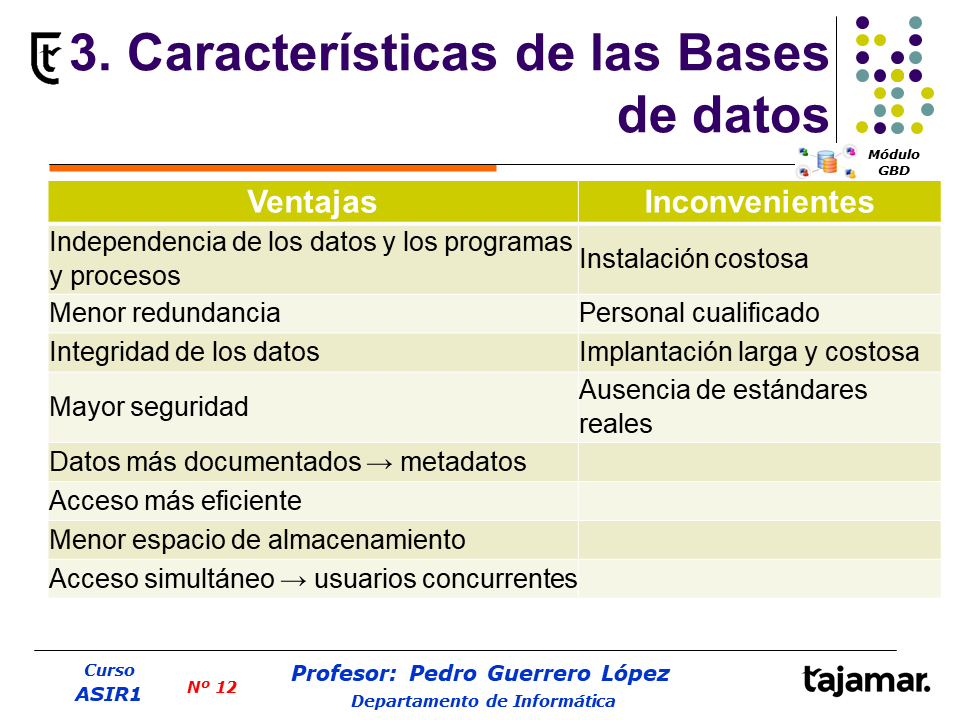 3. Características de las Bases
de datos
Módulo
GBD
Ventajas
Inconvenientes
Independencia de los datos y los programas
y procesos
Instalación costosa
Menor redundancia
Personal cualificado
Integridad de los datos
Implantación larga y costosa
Mayor seguridad
Ausencia de estándares
reales
Datos más documentados → metadatos
Acceso más eficiente
Menor espacio de almacenamiento
Acceso simultáneo → usuarios concurrentes
Curso
ASIR1
Nº 12
Profesor: Pedro Guerrero López
Departamento de Informática
tajamar.